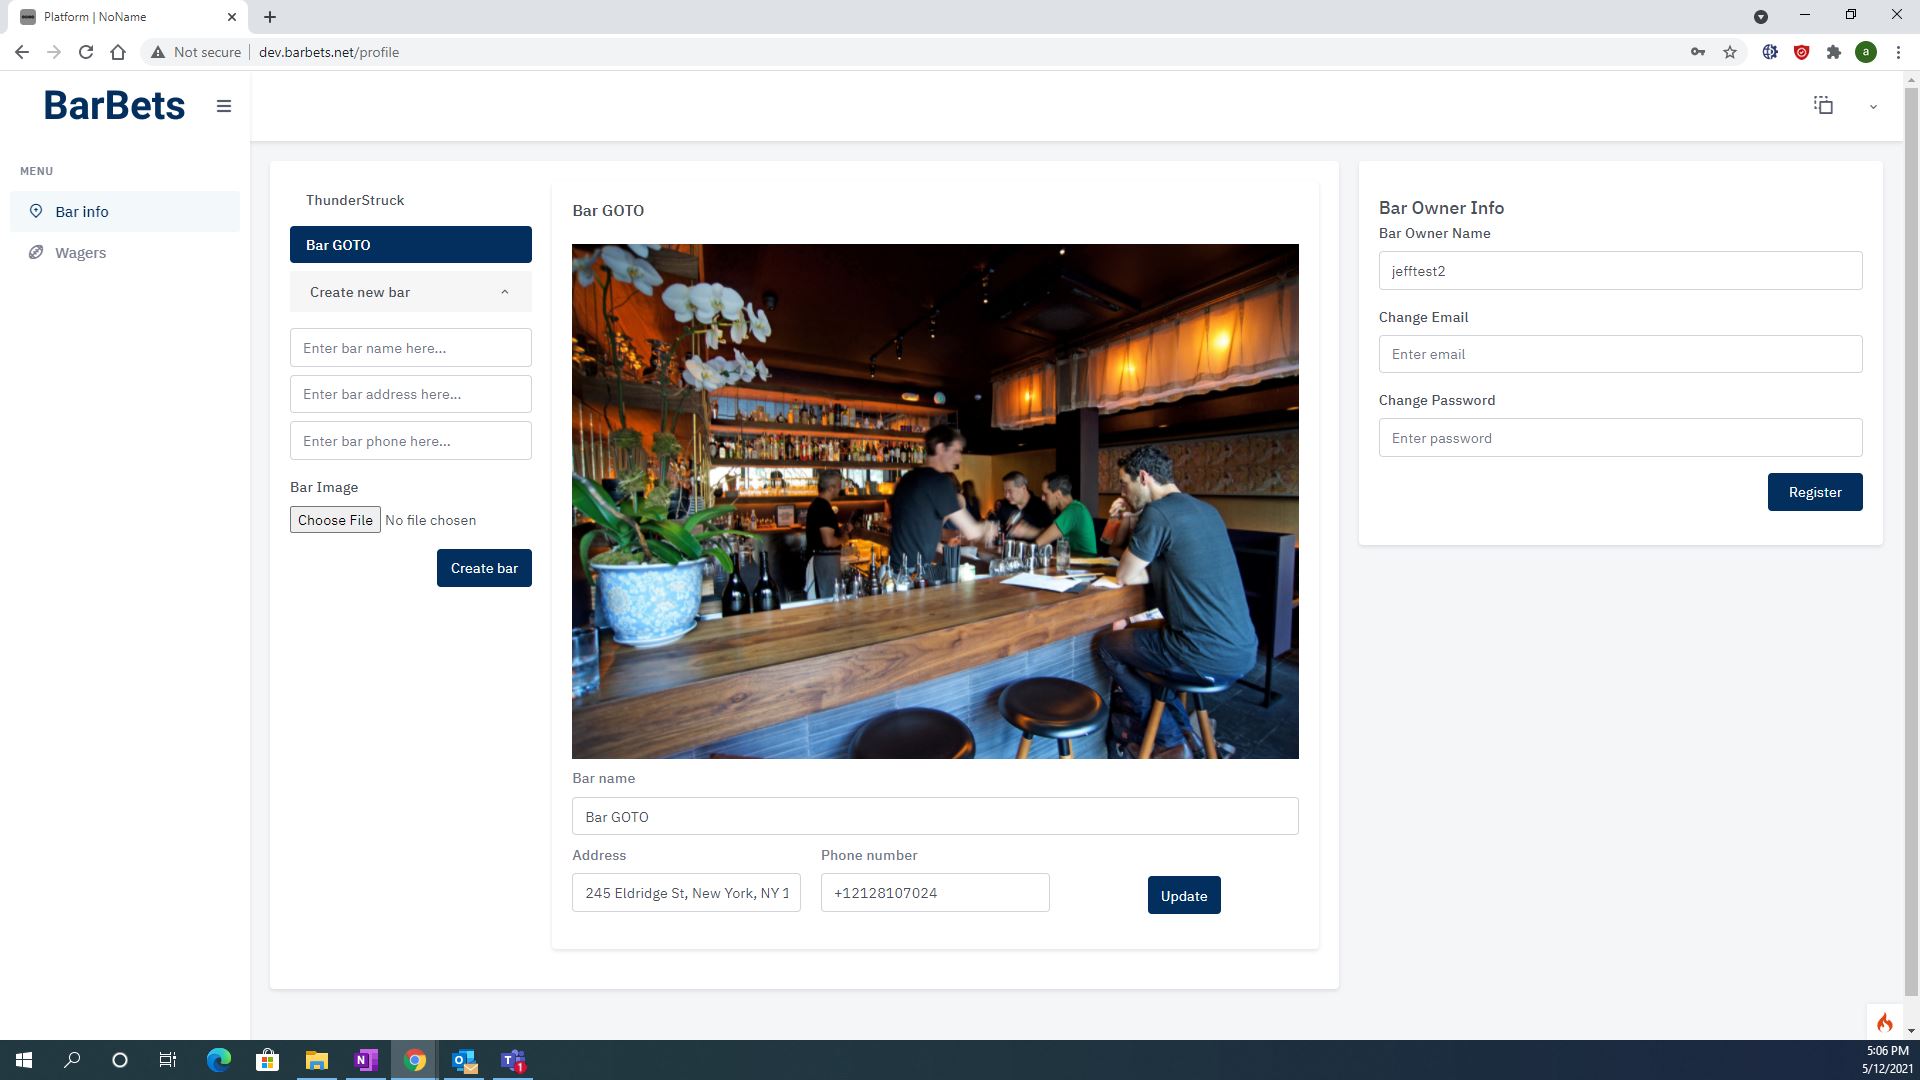 Platform | NoName
Not secure
dev.barbets.net/profile
a
BarBets
MENU
Bar info
Wagers
ThunderStruck
Bar GOTO
Create new bar
Enter bar name here...
Enter bar address here...
Enter bar phone here...
Bar Image
Choose File No file chosen
Create bar
Bar GOTO
Bar name
Bar GOTO
Address
Phone number
245 Eldridge St, New York, NY 1
+12128107024
Update
Bar Owner Info
Bar Owner Name
jefftest2
Change Email
Enter email
Change Password
Enter password
Register
5:06 PM
5/12/2021